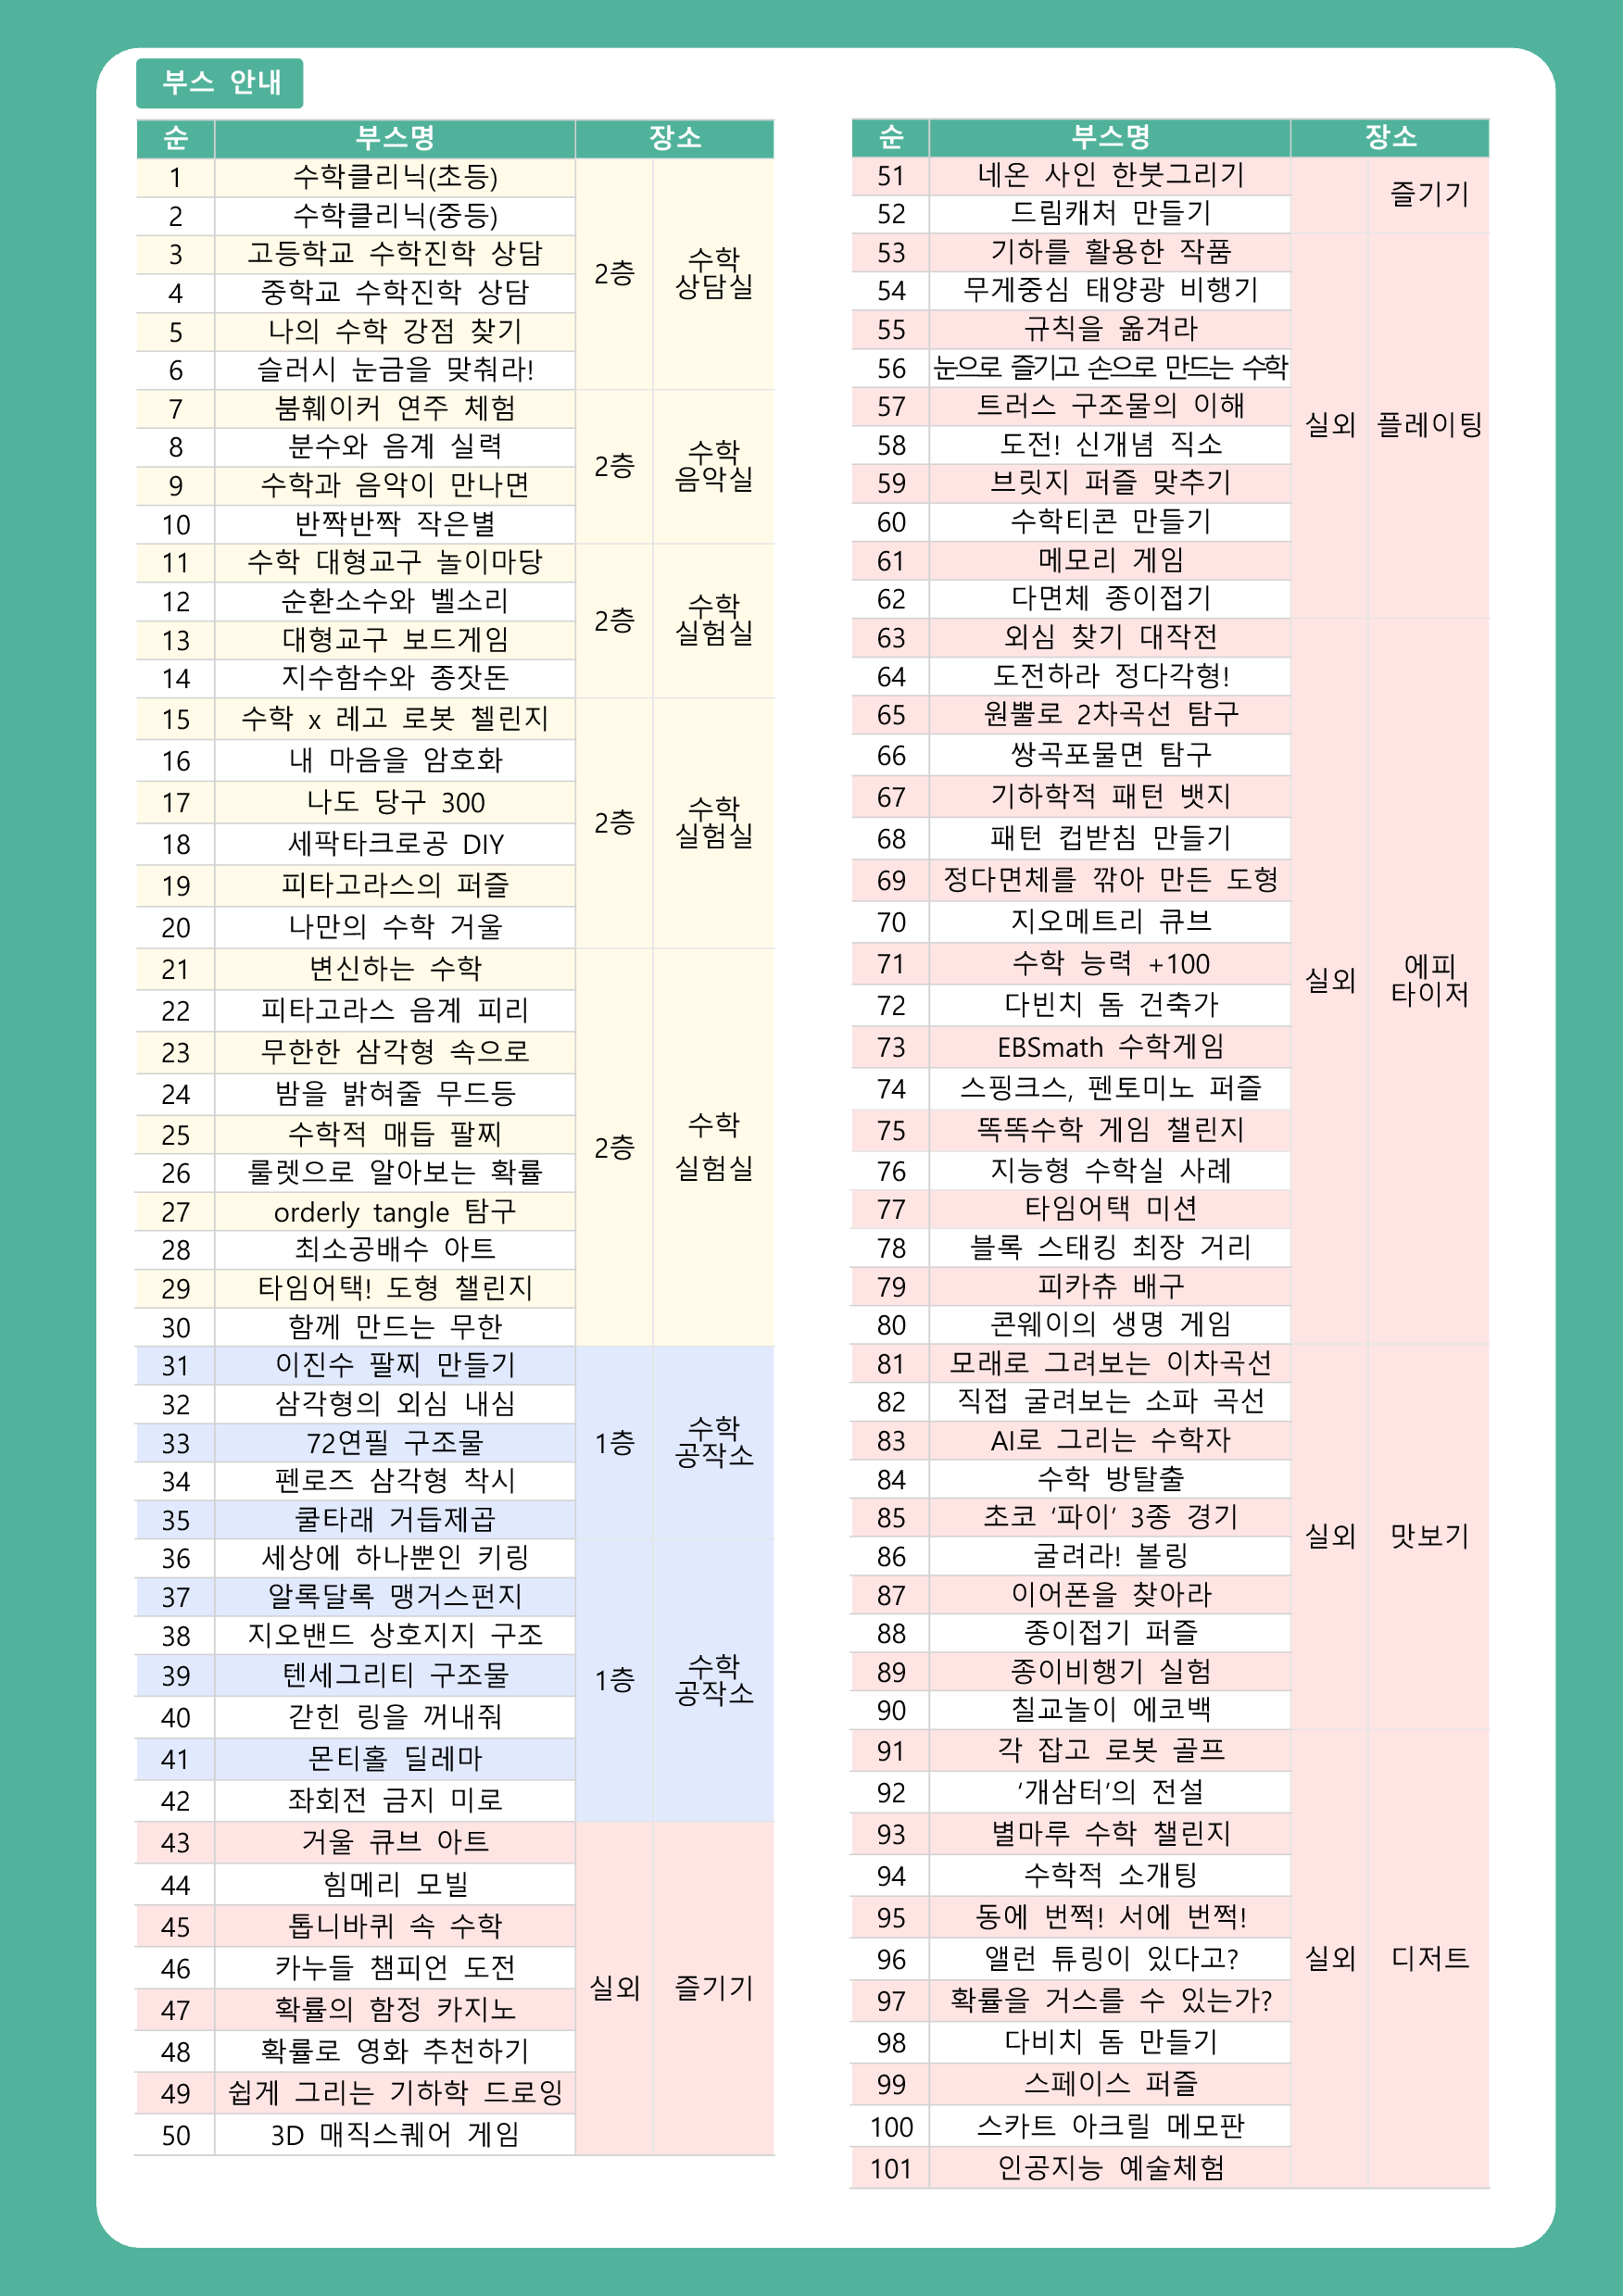 부스 안내
순 부스명 장소
1 수학클리닉(초등)
2 수학클리닉(중등)
3 고등학교 수학진학 상담
4 중학교 수학진학 상담
5 나의 수학 강점 찾기
6 슬러시 눈금을 맞춰라!
2층 수학
상담실
7 붐훼이커 연주 체험
8 분수와 음계 실력
9 수학과 음악이 만나면
10 반짝반짝 작은별
2층 수학
음악실
11 수학 대형교구 놀이마당
12 순환소수와 벨소리
13 대형교구 보드게임
14 지수함수와 종잣돈
2층 수학
실험실
15 수학 x 레고 로봇 첼린지
16 내 마음을 암호화
17 나도 당구 300
18 세팍타크로공 DIY
19 피타고라스의 퍼즐
20 나만의 수학 거울
2층 수학
실험실
21 변신하는 수학
22 피타고라스 음계 피리
23 무한한 삼각형 속으로
24 밤을 밝혀줄 무드등
25 수학적 매듭 팔찌
26 룰렛으로 알아보는 확률
27 orderly tangle 탐구
28 최소공배수 아트
29 타임어택! 도형 챌린지
30 함께 만드는 무한
2층 수학
실험실
31 이진수 팔찌 만들기
32 삼각형의 외심 내심
33 72연필 구조물
34 펜로즈 삼각형 착시
35 쿨타래 거듭제곱
1층 수학
공작소
36 세상에 하나뿐인 키링
37 알록달록 맹거스펀지
38 지오밴드 상호지지 구조
39 텐세그리티 구조물
40 갇힌 링을 꺼내줘
41 몬티홀 딜레마
42 좌회전 금지 미로
1층 수학
공작소
43 거울 큐브 아트
44 힘메리 모빌
45 톱니바퀴 속 수학
46 카누들 챔피언 도전
47 확률의 함정 카지노
48 확률로 영화 추천하기
49 쉽게 그리는 기하학 드로잉
50 3D 매직스퀘어 게임
실외 즐기기
순 부스명 장소
51 네온 사인 한붓그리기
52 드림캐처 만들기
즐기기
53 기하를 활용한 작품
54 무게중심 태양광 비행기
55 규칙을 옮겨라
56 눈으로 즐기고 손으로 만드는 수학
57 트러스 구조물의 이해
58 도전! 신개념 직소
59 브릿지 퍼즐 맞추기
60 수학티콘 만들기
61 메모리 게임
62 다면체 종이접기
실외 플레이팅
63 외심 찾기 대작전
64 도전하라 정다각형!
65 원뿔로 2차곡선 탐구
66 쌍곡포물면 탐구
67 기하학적 패턴 뱃지
68 패턴 컵받침 만들기
69 정다면체를 깎아 만든 도형
70 지오메트리 큐브
71 수학 능력 +100
72 다빈치 돔 건축가
73 EBSmath 수학게임
74 스핑크스, 펜토미노 퍼즐
75 똑똑수학 게임 챌린지
76 지능형 수학실 사례
77 타임어택 미션
78 블록 스태킹 최장 거리
79 피카츄 배구
80 콘웨이의 생명 게임
실외 에피
타이저
81 모래로 그려보는 이차곡선
82 직접 굴려보는 소파 곡선
83 AI로 그리는 수학자
84 수학 방탈출
85 초코 ‘파이’ 3종 경기
86 굴려라! 볼링
87 이어폰을 찾아라
88 종이접기 퍼즐
89 종이비행기 실험
90 칠교놀이 에코백
실외 맛보기
91 각 잡고 로봇 골프
92 ‘개삼터’의 전설
93 별마루 수학 챌린지
94 수학적 소개팅
95 동에 번쩍! 서에 번쩍!
96 앨런 튜링이 있다고?
97 확률을 거스를 수 있는가?
98 다비치 돔 만들기
99 스페이스 퍼즐
100 스카트 아크릴 메모판
101 인공지능 예술체험
실외 디저트